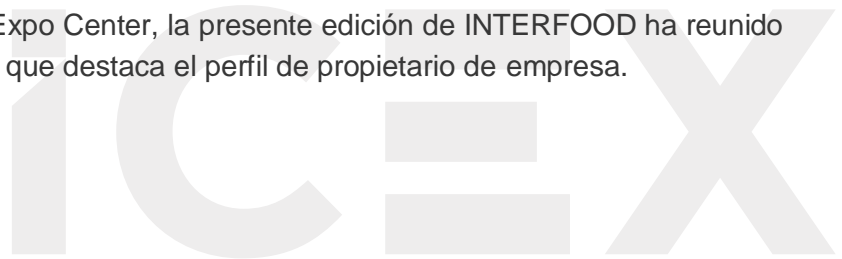 Expo Center, la presente edición de INTERFOOD ha reunido
que destaca el perfil de propietario de empresa.
iCEX